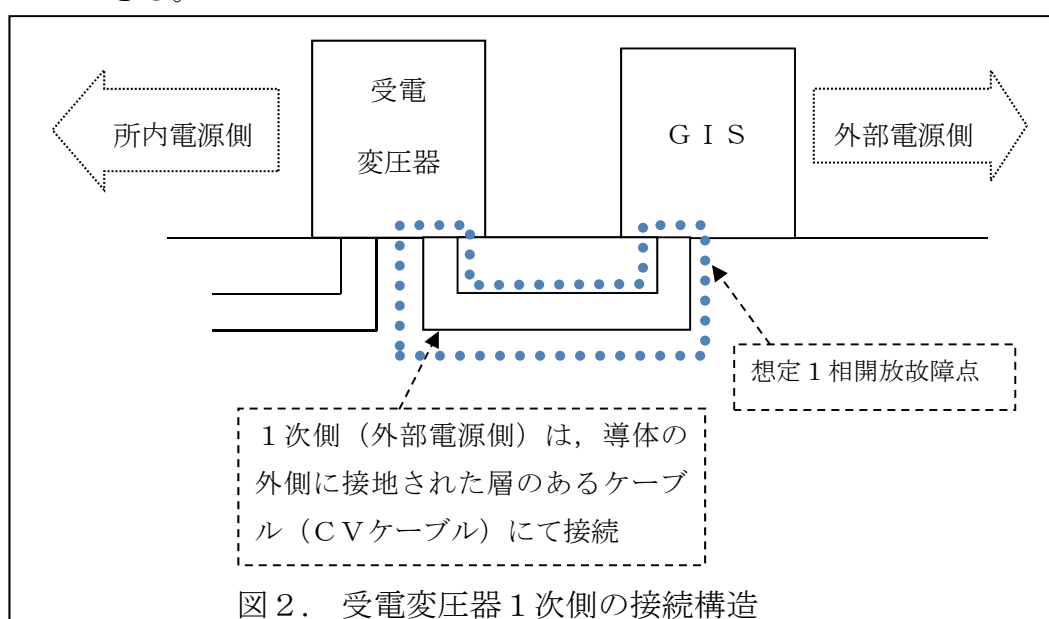 所内電源側
受電
変圧器
ＧＩＳ
外部電源側
想定１相開放故障点
１次側（外部電源側）は，導体の
外側に接地された層のあるケーブ
ル（ＣＶケーブル）にて接続
図２． 受電変圧器１次側の接続構造